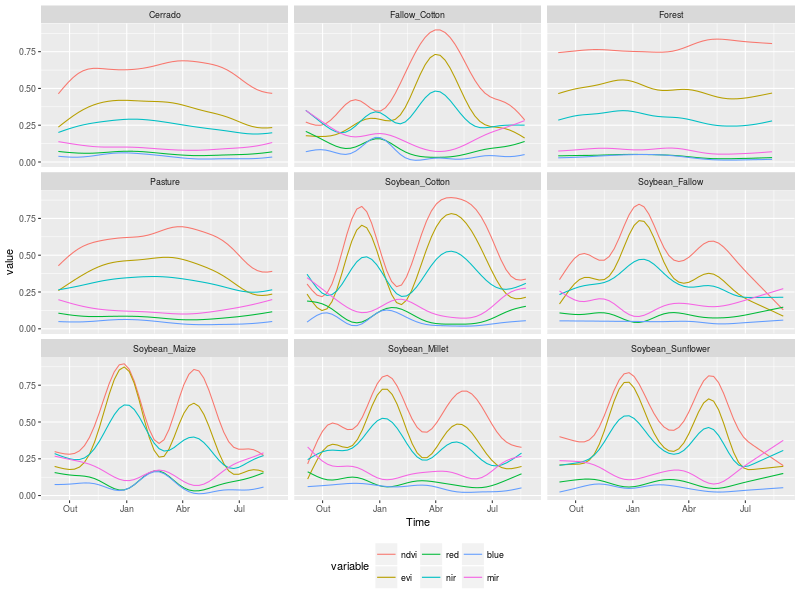 Cerrado Fallow_Cotton Forest
0.75
0.50
0.25
0.00
Pasture Soybean_Cotton Soybean_Fallow
0.75
0.50
0.25
0.00
value
Soybean_Maize Soybean_Millet Soybean_Sunflower
0.75
0.50
0.25
0.00
Out Jan Abr Jul Out Jan Abr Jul Out Jan Abr Jul
Time
variable
ndvi red blue
evi nir mir